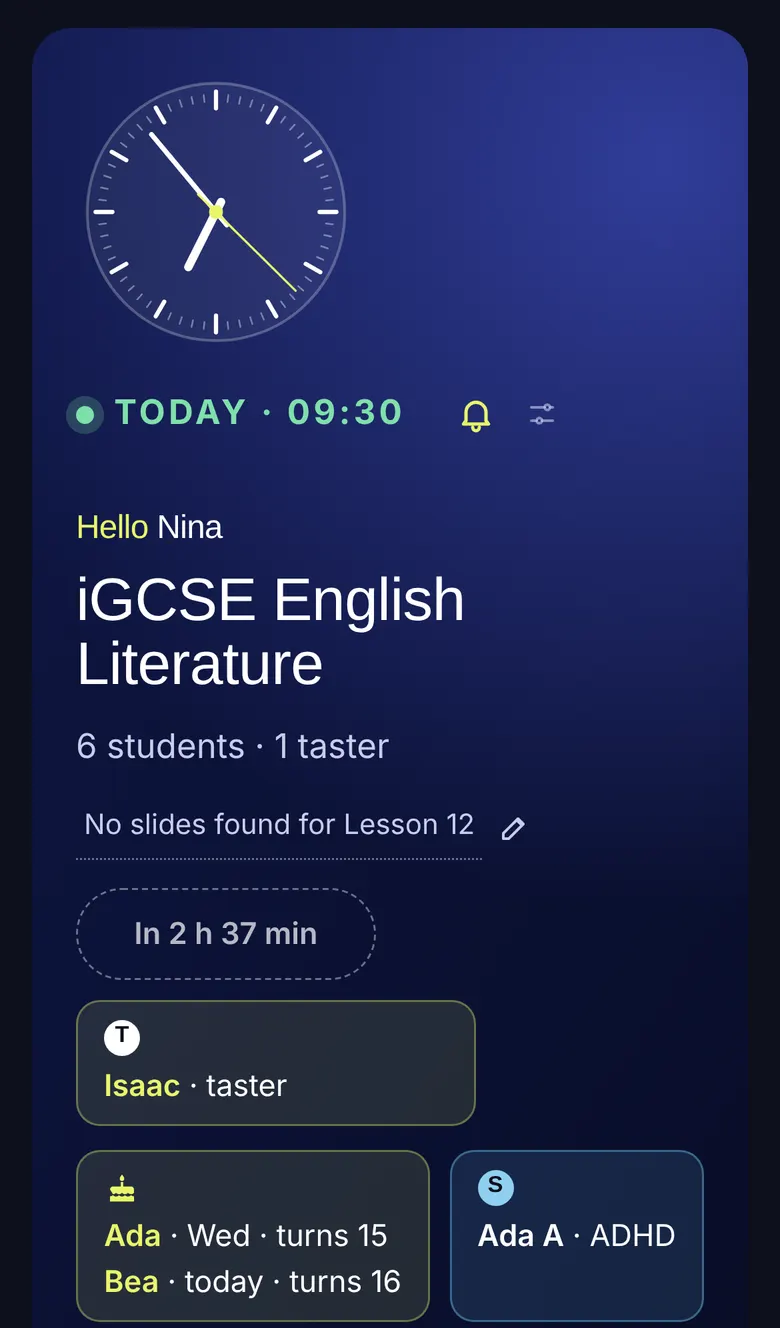 TODAY · 09:30
Hello Nina
iGCSE English
Literature
6 students · 1 taster
No slides found for Lesson 12
In 2 h 37 min
T
Isaac · taster
Ada · Wed · turns 15
Bea · today · turns 16
S
Ada A · ADHD